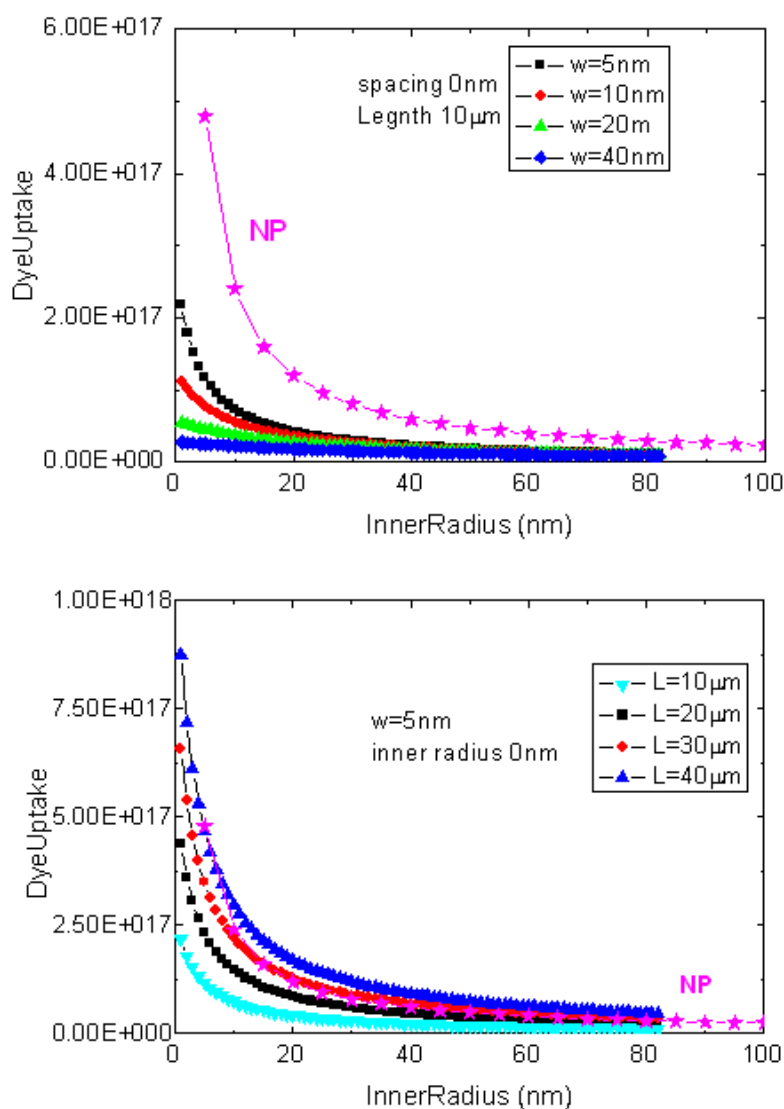 6.00E+017
4.00E+017
2.00E+017
0.00E+000
DyeUptake
spacing 0nm
Legnth 10μm
w=5nm
w=10nm
w=20m
w=40nm
NP
0 20 40 60 80 100
InnerRadius (nm)
1.00E+018
7.50E+017
5.00E+017
2.50E+017
0.00E+000
DyeUptake
w=5nm
inner radius 0nm
L=10μm
L=20μm
L=30μm
L=40μm
NP
0 20 40 60 80 100
InnerRadius (nm)